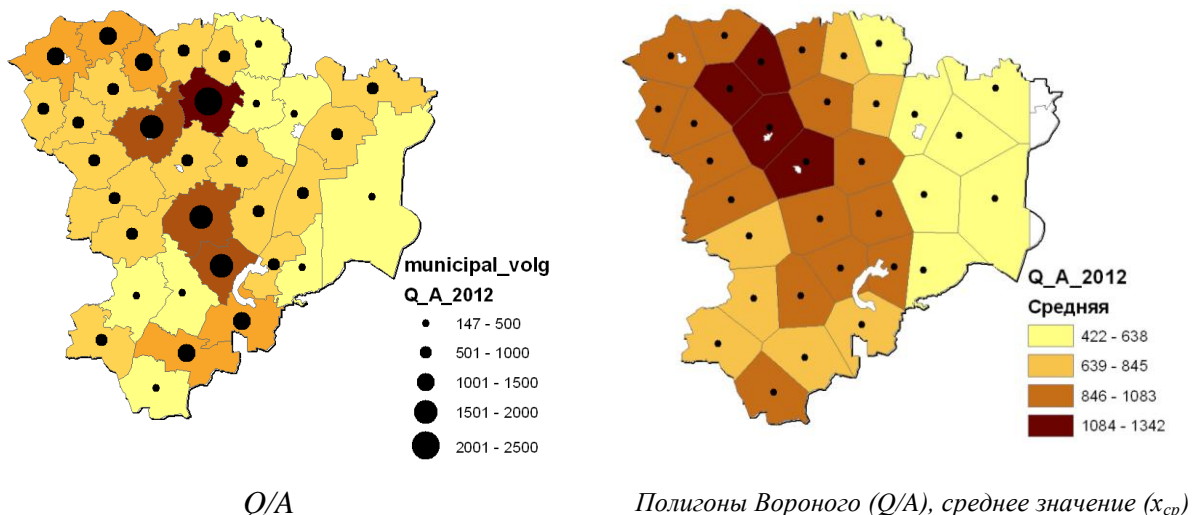 municipal_volg
Q_A_2012
147 - 500
501 - 1000
1001 - 1500
1501 - 2000
2001 - 2500
Q/A
Q_A_2012
Средняя
422 - 638
639 - 845
846 - 1083
1084 - 1342
Полигоны Вороного (Q/A), среднее значение (xср)